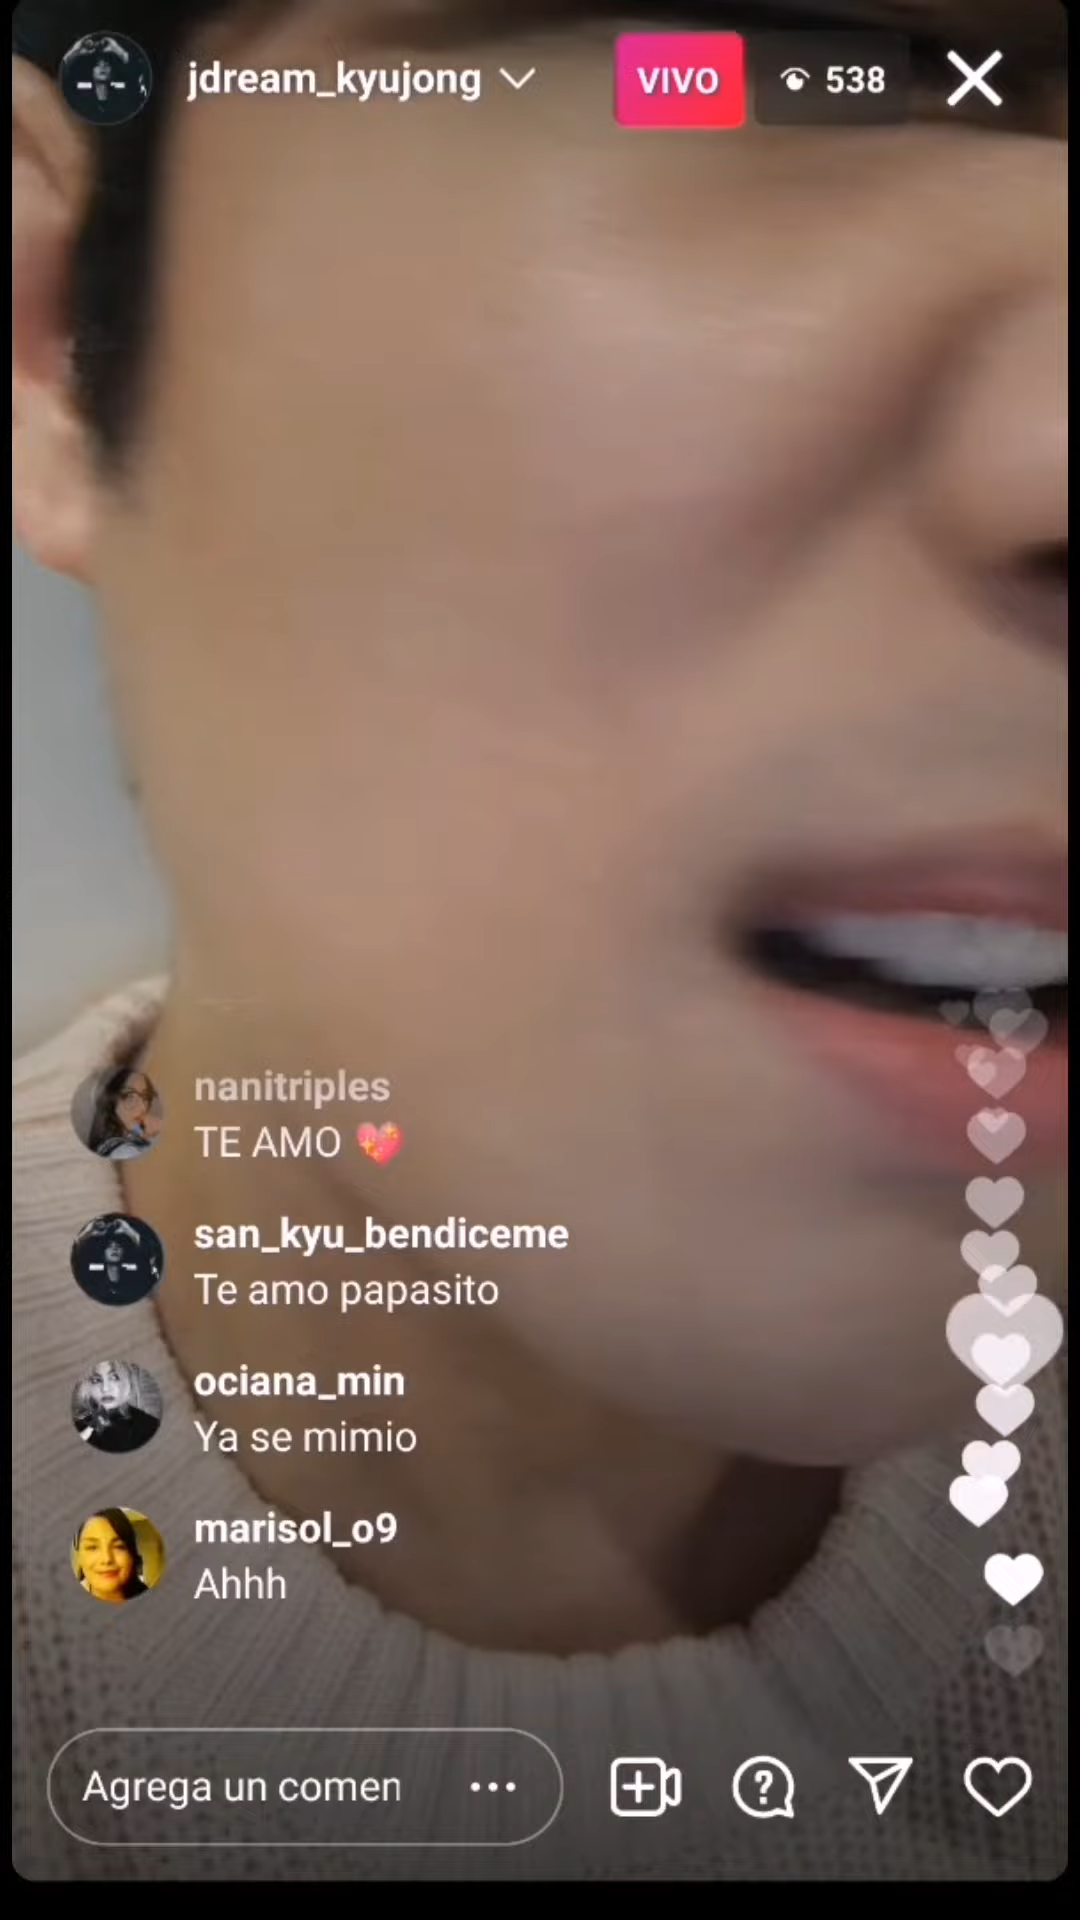 jdream_kyujong
VIVO
538
nanitriples
TE AMO 💖
san_kyu_bendiceme
Te amo papasito
ociana_min
Ya se mimio
marisol_o9
Ahhh
Agrega un comen